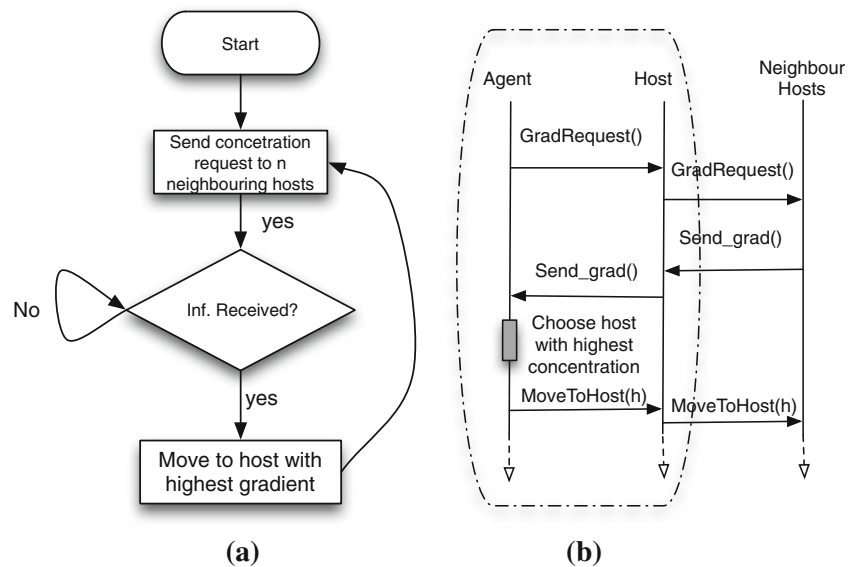 Start
Send concetration
request to n
neighbouring hosts
yes
No
Inf. Received?
yes
Move to host with
highest gradient
(a)
Agent
Host
Neighbour
Hosts
GradRequest()
GradRequest()
Send_grad()
Send_grad()
Choose host
with highest
concentration
MoveToHost(h)
MoveToHost(h)
(b)